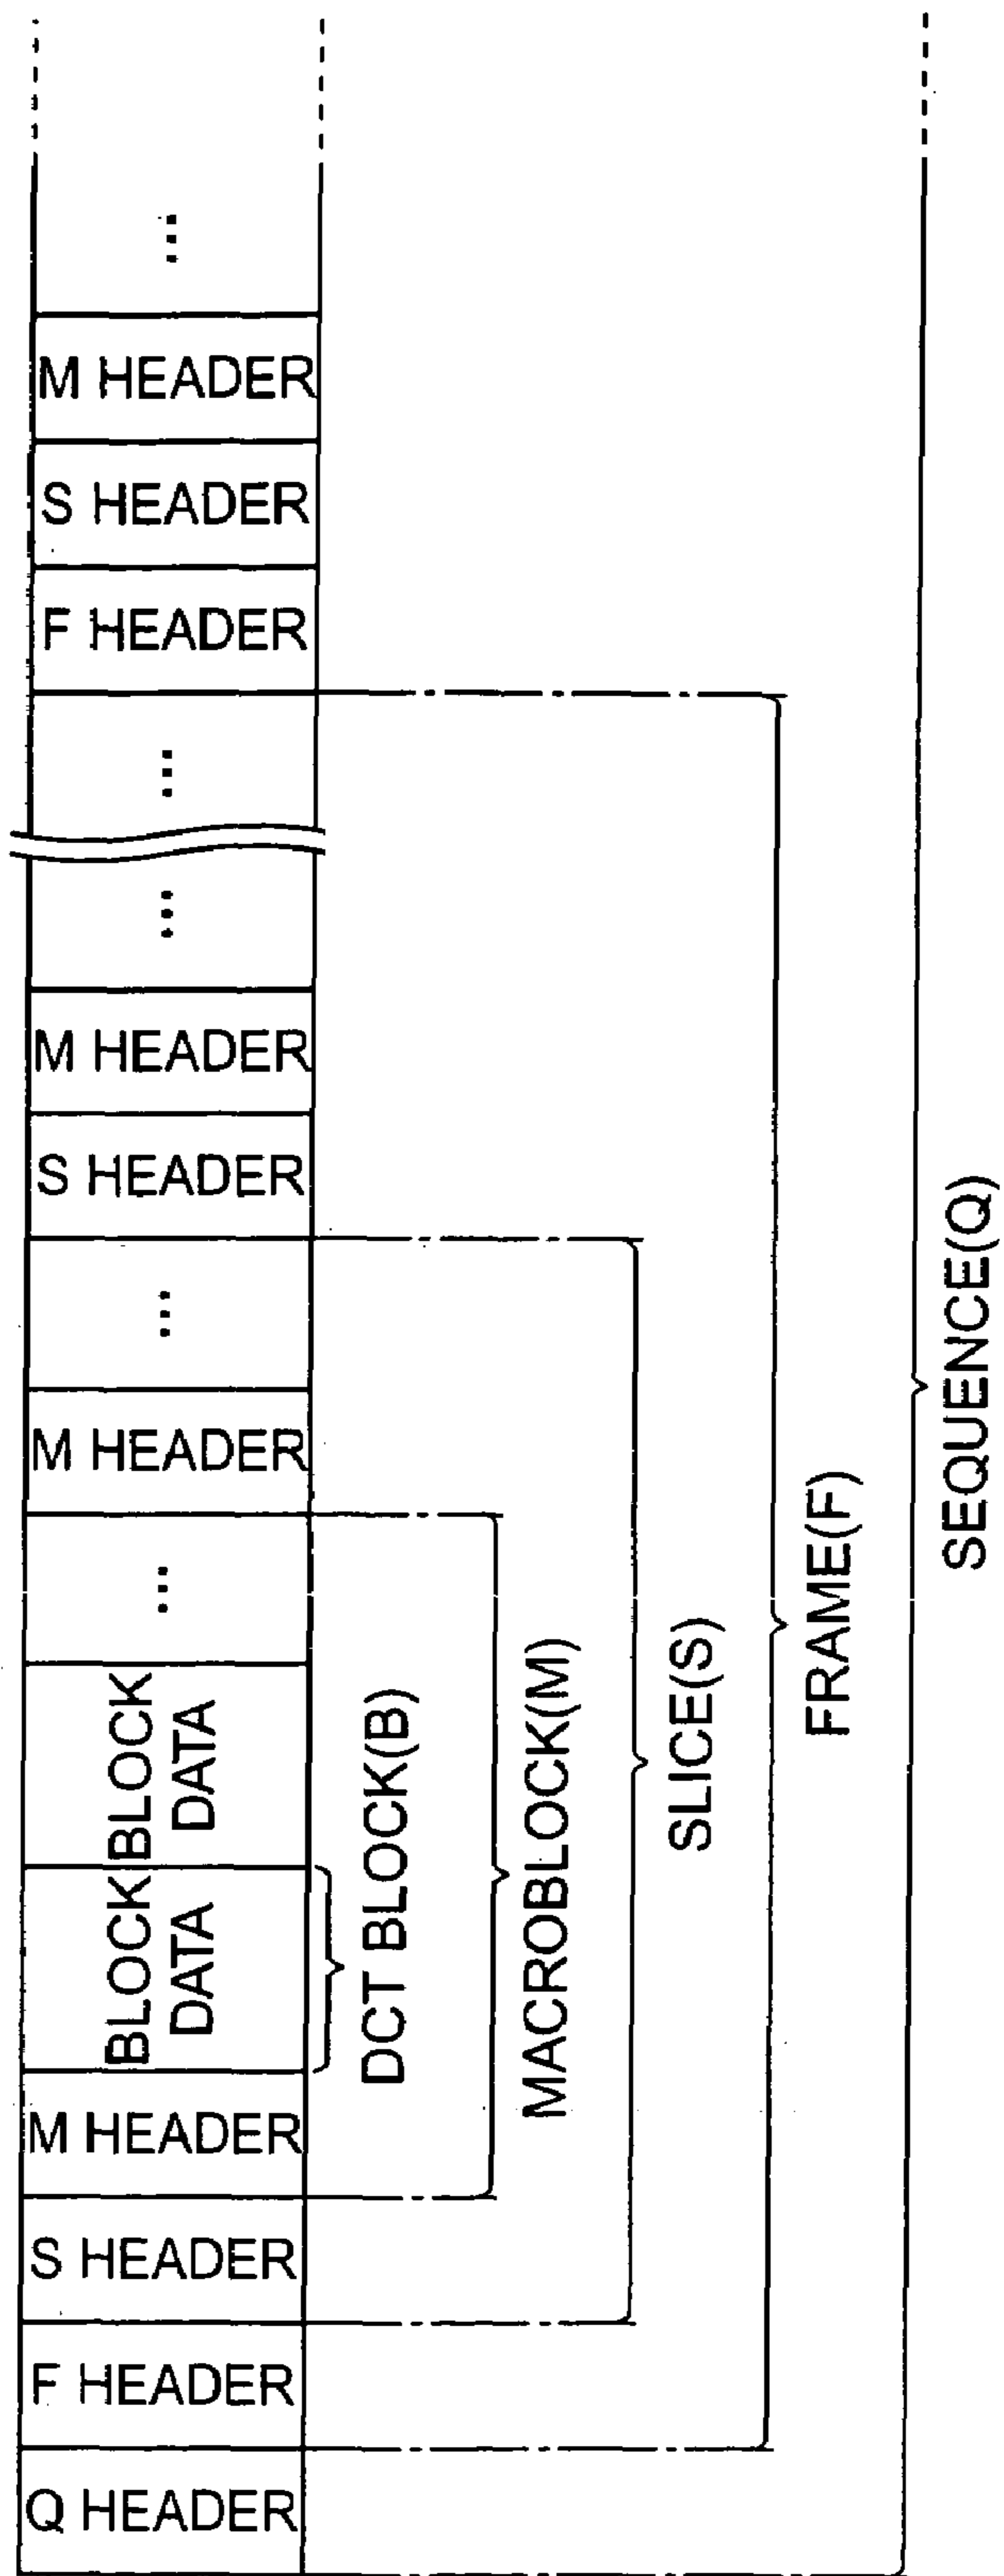 Q HEADER
F HEADER
S HEADER
M HEADER
BLOCK
DATA
BLOCK
DATA
...
M HEADER
...
S HEADER
M HEADER
...
...
F HEADER
S HEADER
M HEADER
...
DCT BLOCK(B)
MACROBLOCK(M)
SLICE(S)
FRAME(F)
SEQUENCE(Q)